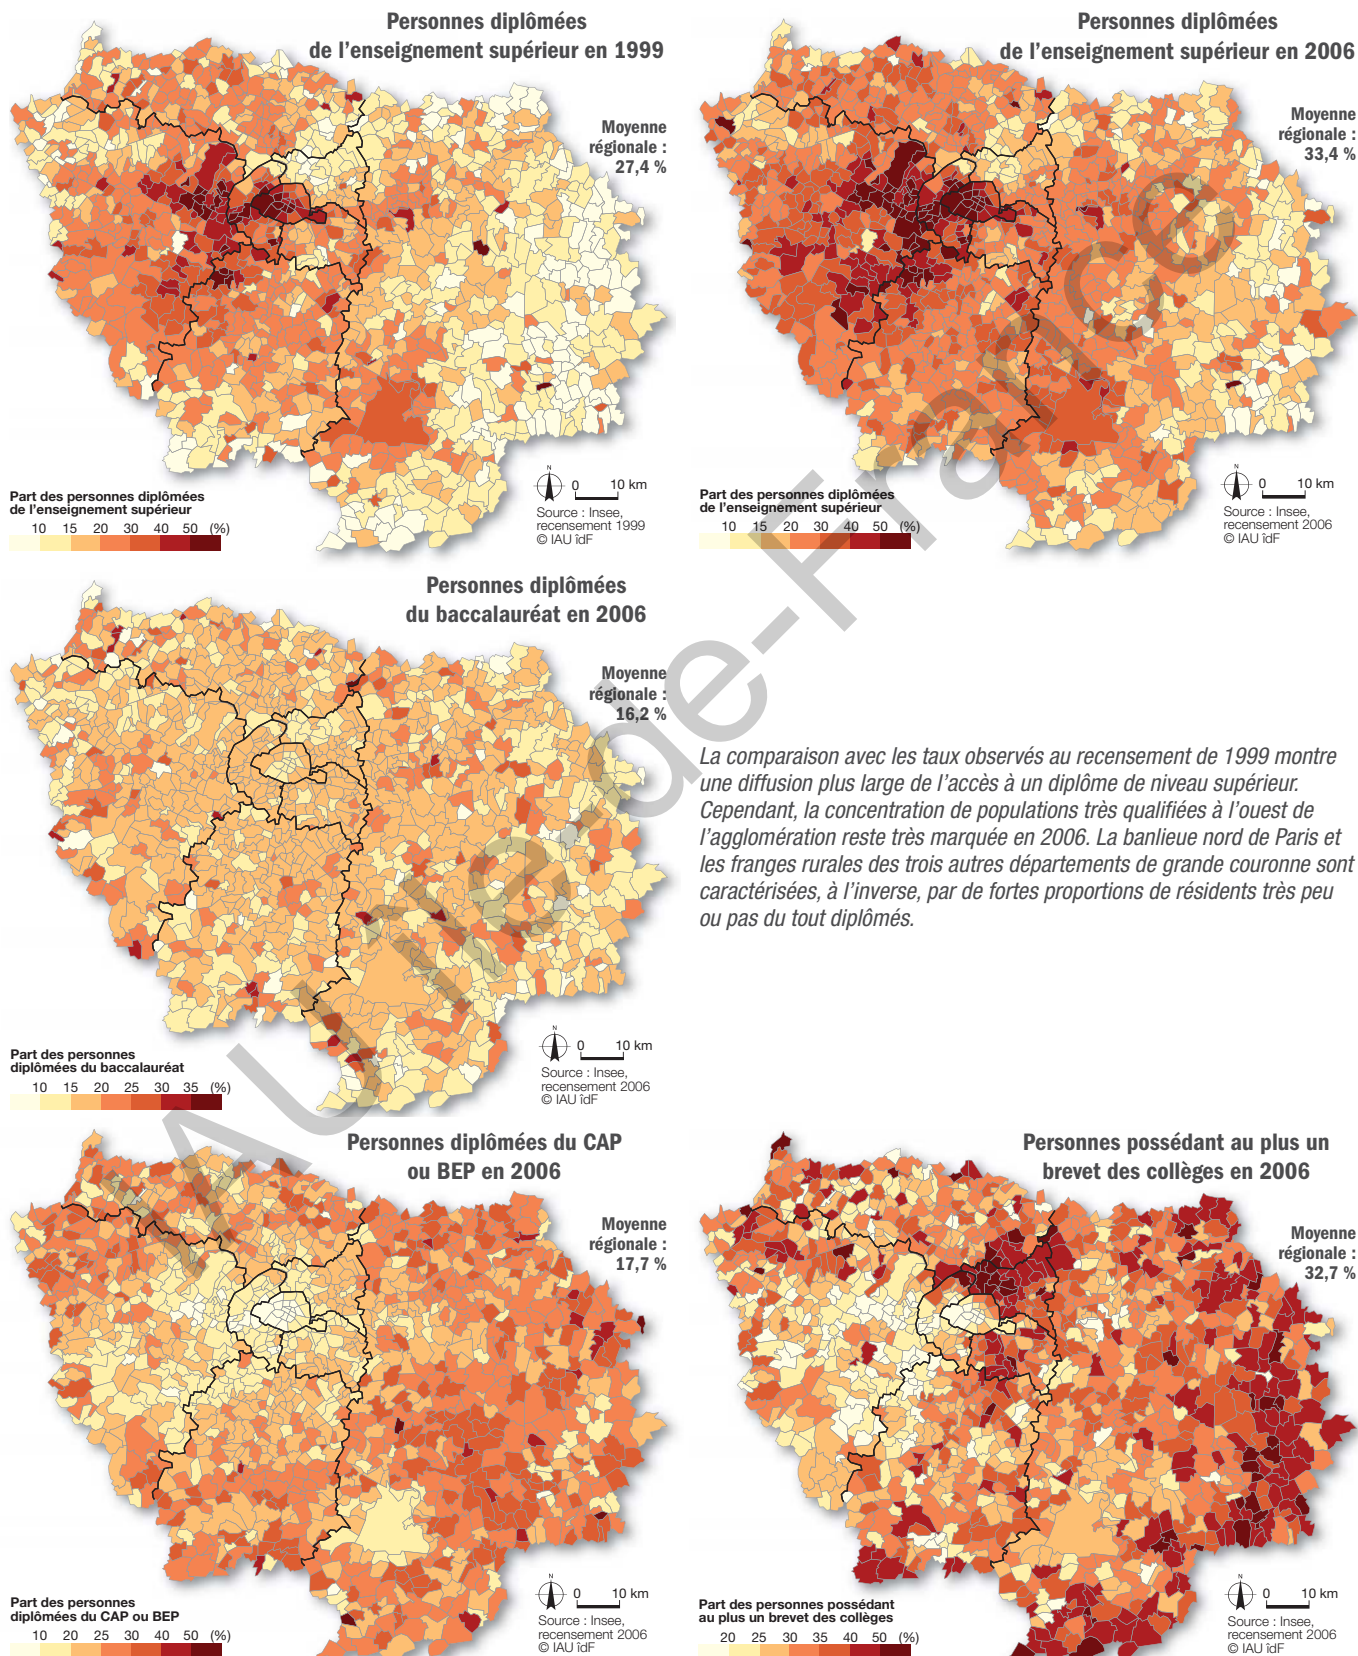 Personnes diplômées
de l’enseignement supérieur en 1999
Moyenne
régionale :
27,4 %
Part des personnes diplômées
de l’enseignement supérieur
10 15 20 30 40 50 (%)
N
0 10 km
Source : Insee,
recensement 1999
© IAU îdF
Personnes diplômées
de l’enseignement supérieur en 2006
Moyenne
régionale :
33,4 %
Part des personnes diplômées
de l’enseignement supérieur
10 15 20 30 40 50 (%)
N
0 10 km
Source : Insee,
recensement 2006
© IAU îdF
Personnes diplômées
du baccalauréat en 2006
Moyenne
régionale :
16,2 %
Part des personnes
diplômées du baccalauréat
10 15 20 25 30 35 (%)
N
0 10 km
Source : Insee,
recensement 2006
© IAU îdF
La comparaison avec les taux observés au recensement de 1999 montre
une diffusion plus large de l’accès à un diplôme de niveau supérieur.
Cependant, la concentration de populations très qualifiées à l’ouest de
l’agglomération reste très marquée en 2006. La banlieue nord de Paris et
les franges rurales des trois autres départements de grande couronne sont
caractérisées, à l’inverse, par de fortes proportions de résidents très peu
ou pas du tout diplômés.
Personnes diplômées du CAP
ou BEP en 2006
Moyenne
régionale :
17,7 %
Part des personnes
diplômées du CAP ou BEP
10 20 25 30 40 50 (%)
N
0 10 km
Source : Insee,
recensement 2006
© IAU îdF
Personnes possédant au plus un
brevet des collèges en 2006
Moyenne
régionale :
32,7 %
Part des personnes possédant
au plus un brevet des collèges
20 25 30 35 40 50 (%)
N
0 10 km
Source : Insee,
recensement 2006
© IAU îdF
IAU île-de-France